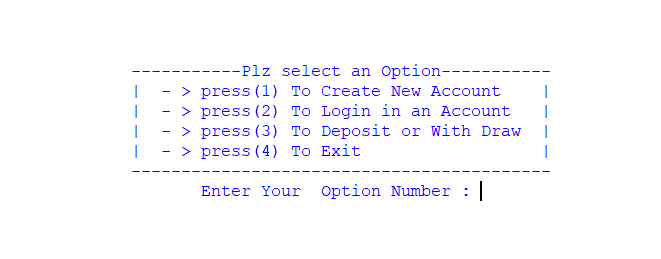 -----------Plz select an Option-----------
|  - > press(1) To Create New Account    |
|  - > press(2) To Login in an Account   |
|  - > press(3) To Deposit or With Draw  |
|  - > press(4) To Exit                  |
------------------------------------------
Enter Your  Option Number :